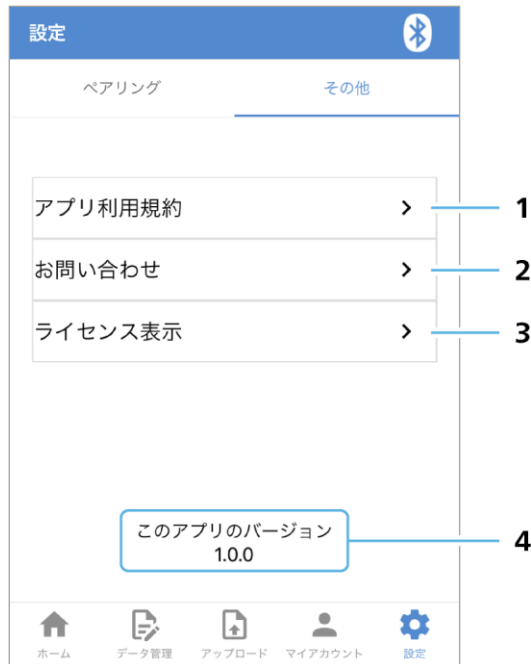 設定
ペアリング
その他
アプリ利用規約
1
お問い合わせ
2
ライセンス表示
3
このアプリのバージョン
1.0.0
4
ホーム
データ管理
アップロード
マイアカウント
設定